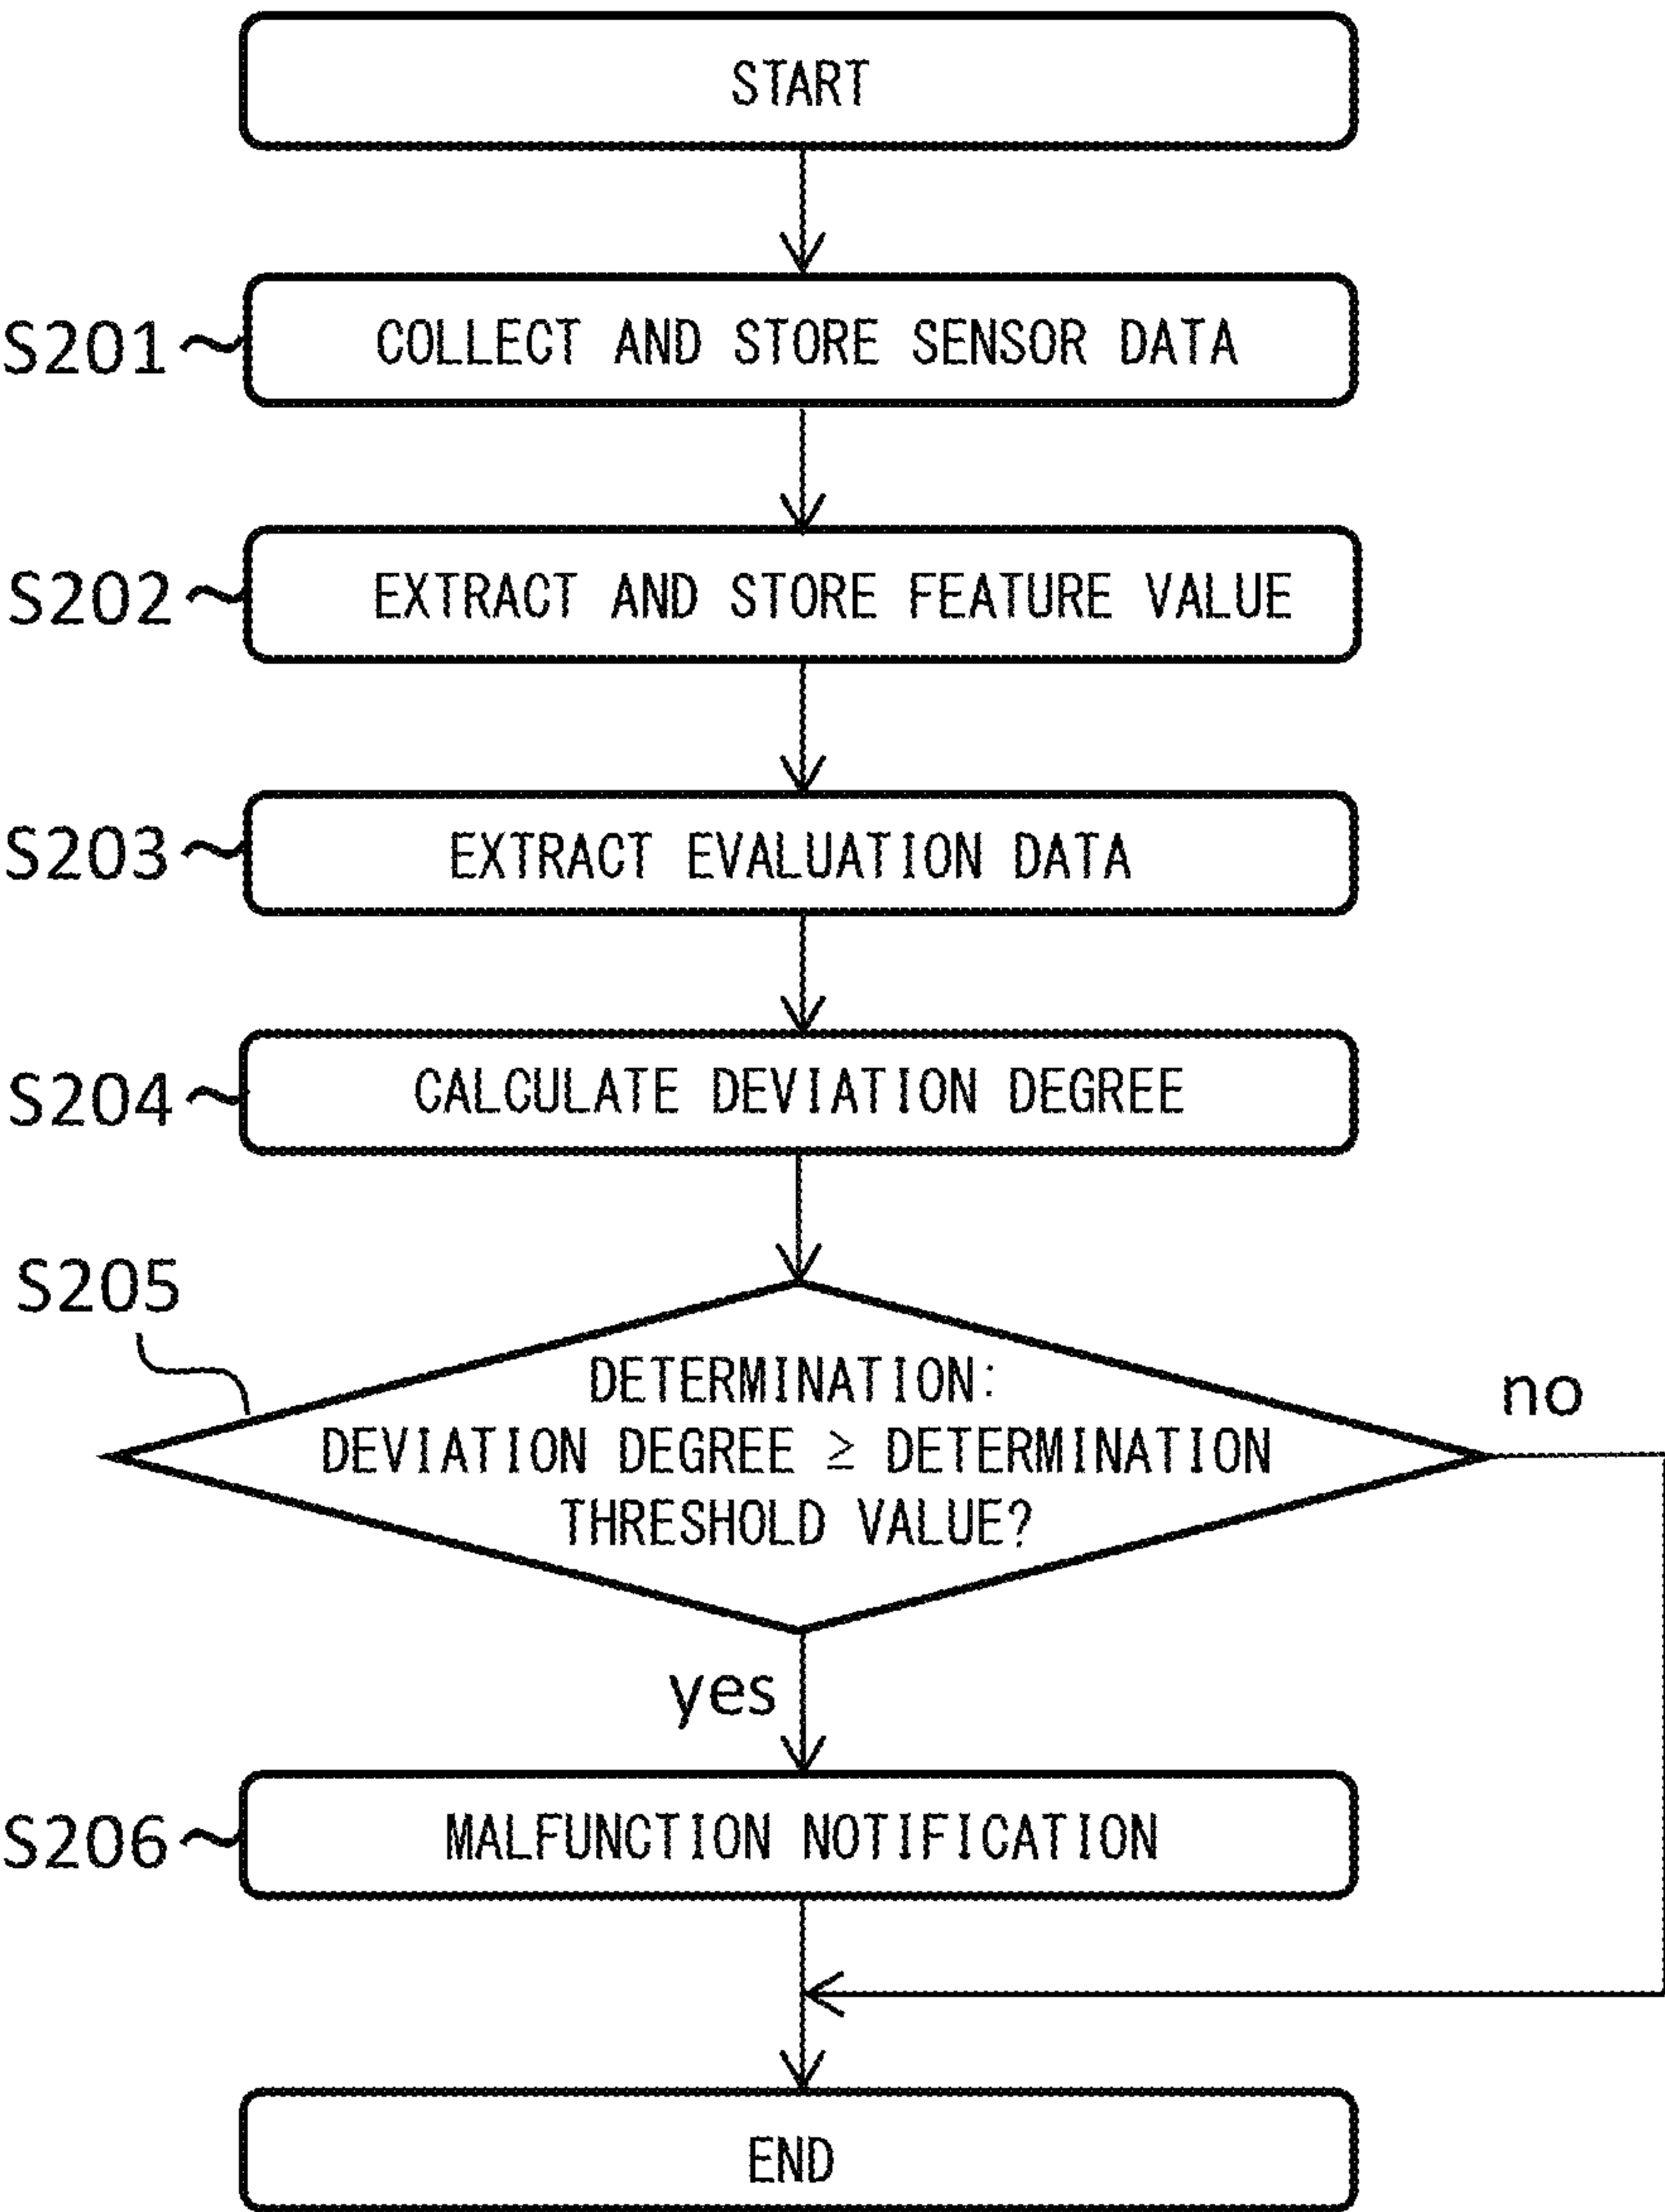 START
S201
COLLECT AND STORE SENSOR DATA
S202
EXTRACT AND STORE FEATURE VALUE
S203
EXTRACT EVALUATION DATA
S204
CALCULATE DEVIATION DEGREE
S205
DETERMINATION:
DEVIATION DEGREE ≥ DETERMINATION
THRESHOLD VALUE?
no
yes
S206
MALFUNCTION NOTIFICATION
END